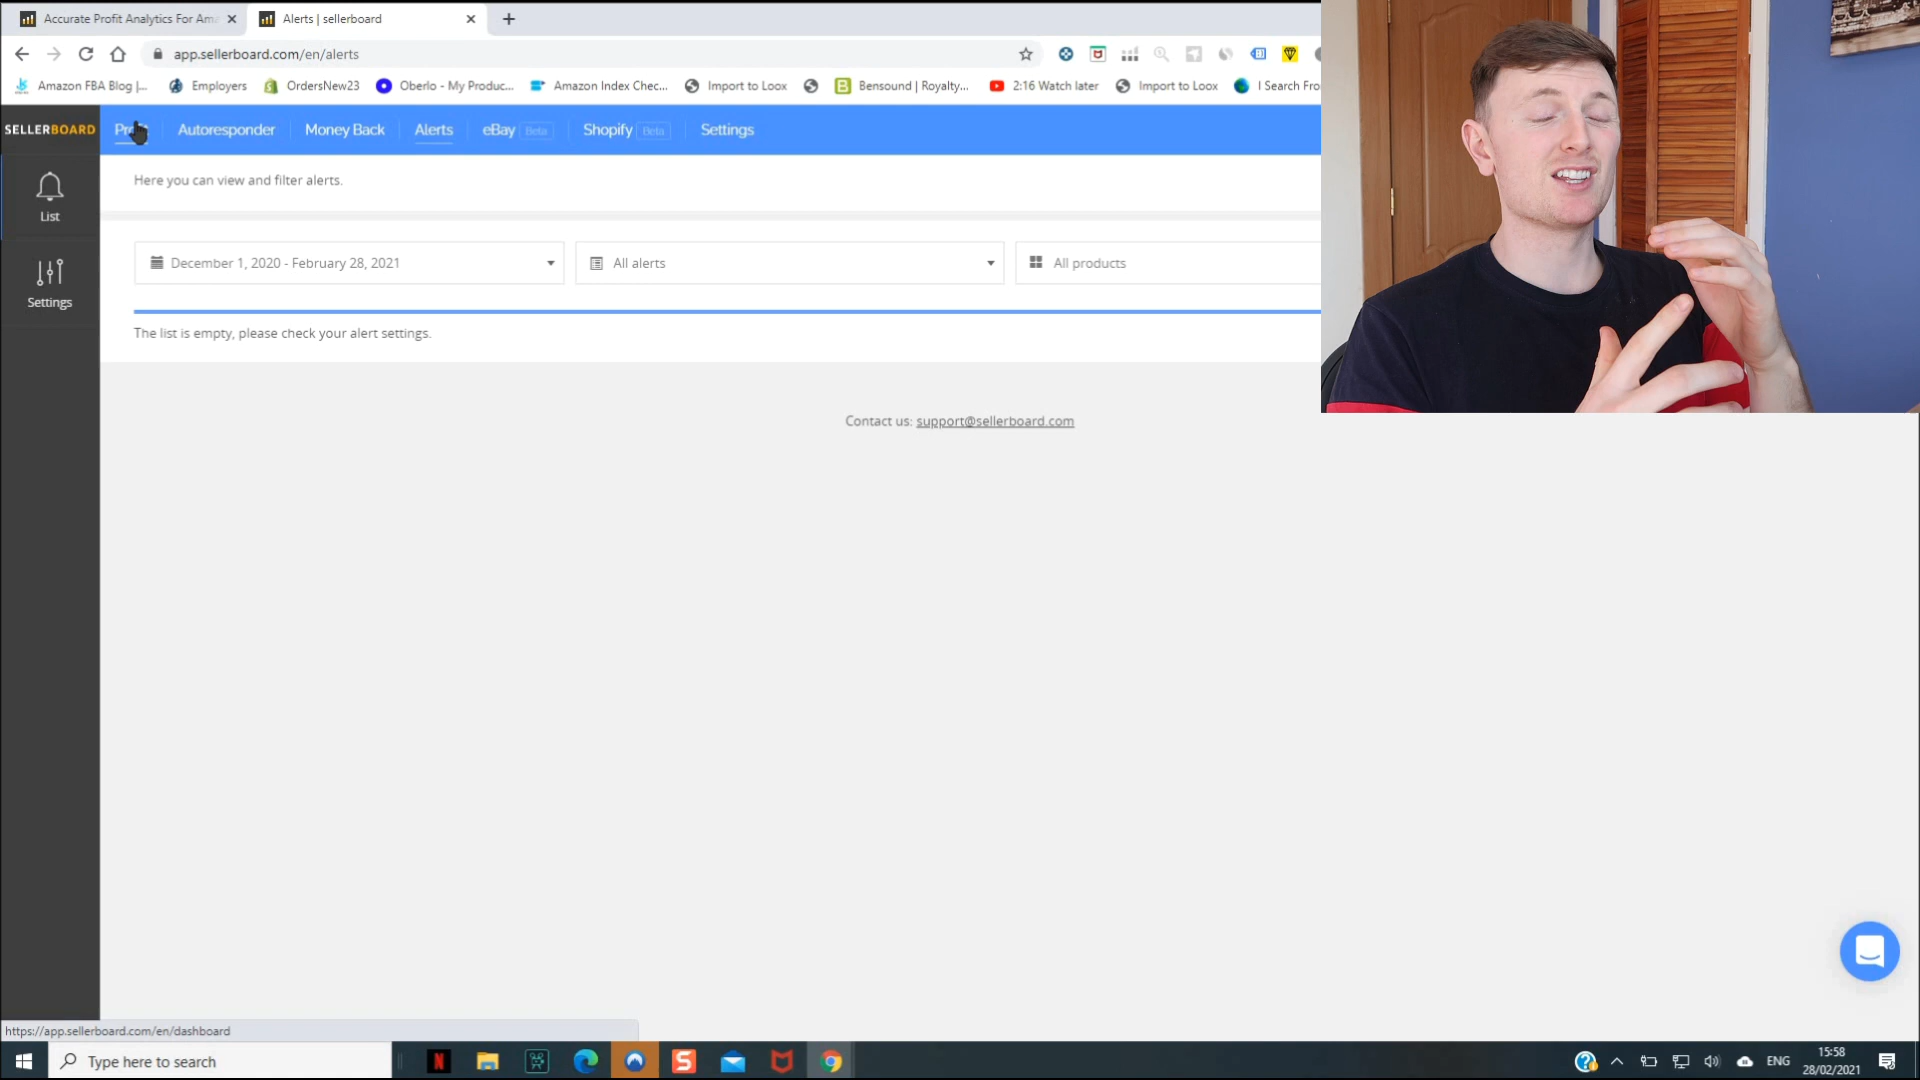 Accurate Profit Analytics For Ama
Alerts | sellerboard
app.sellerboard.com/en/alerts
Amazon FBA Blog |...
Employers
OrdersNew23
Oberlo - My Produc...
Amazon Index Chec...
Import to Loox
Bensound | Royalty...
2:16 Watch later
Import to Loox
I Search Fro
SELLERBOARD
Autoresponder
Money Back
Alerts
eBay Beta
Shopify Beta
Settings
List
Settings
Here you can view and filter alerts.
December 1, 2020 - February 28, 2021
All alerts
All products
The list is empty, please check your alert settings.
Contact us: support@sellerboard.com
https://app.sellerboard.com/en/dashboard
Type here to search
ENG
15:58
28/02/2021